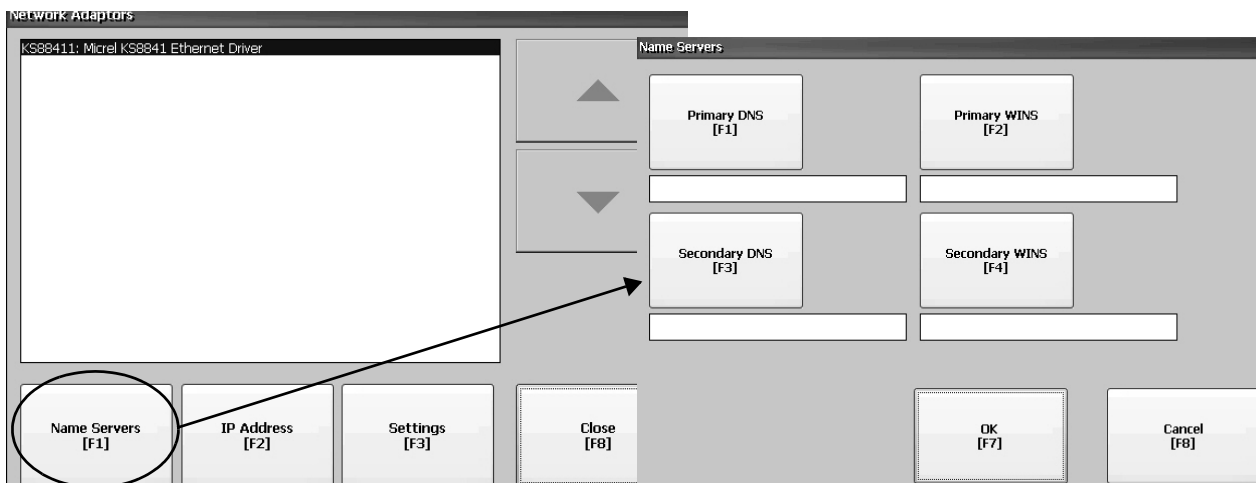 Network Adaptors
KS88411: Micrel KS8841 Ethernet Driver
Name Servers
[F1]
IP Address
[F2]
Settings
[F3]
Close
[F8]
Name Servers
Primary DNS
[F1]
Primary WINS
[F2]
Secondary DNS
[F3]
Secondary WINS
[F4]
OK
[F7]
Cancel
[F8]